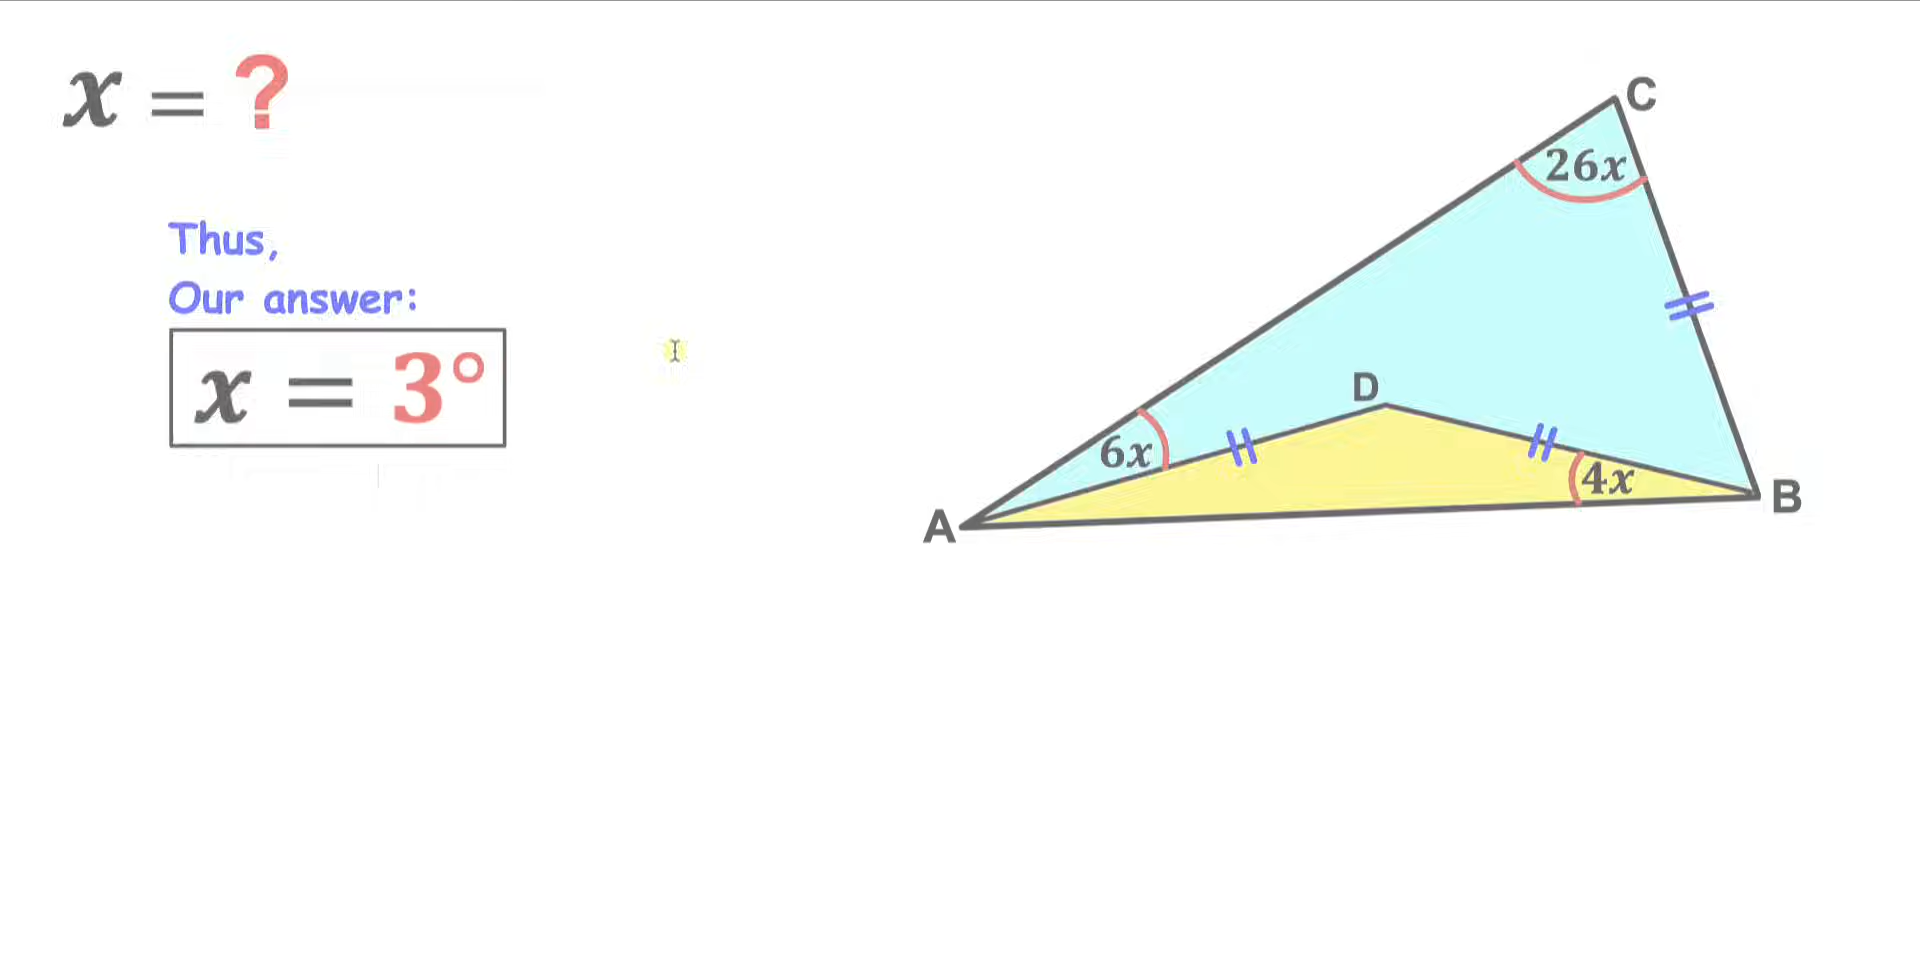 x = ?
Thus,
Our answer:
x = 3°
C
26x
D
6x
4x
A
B